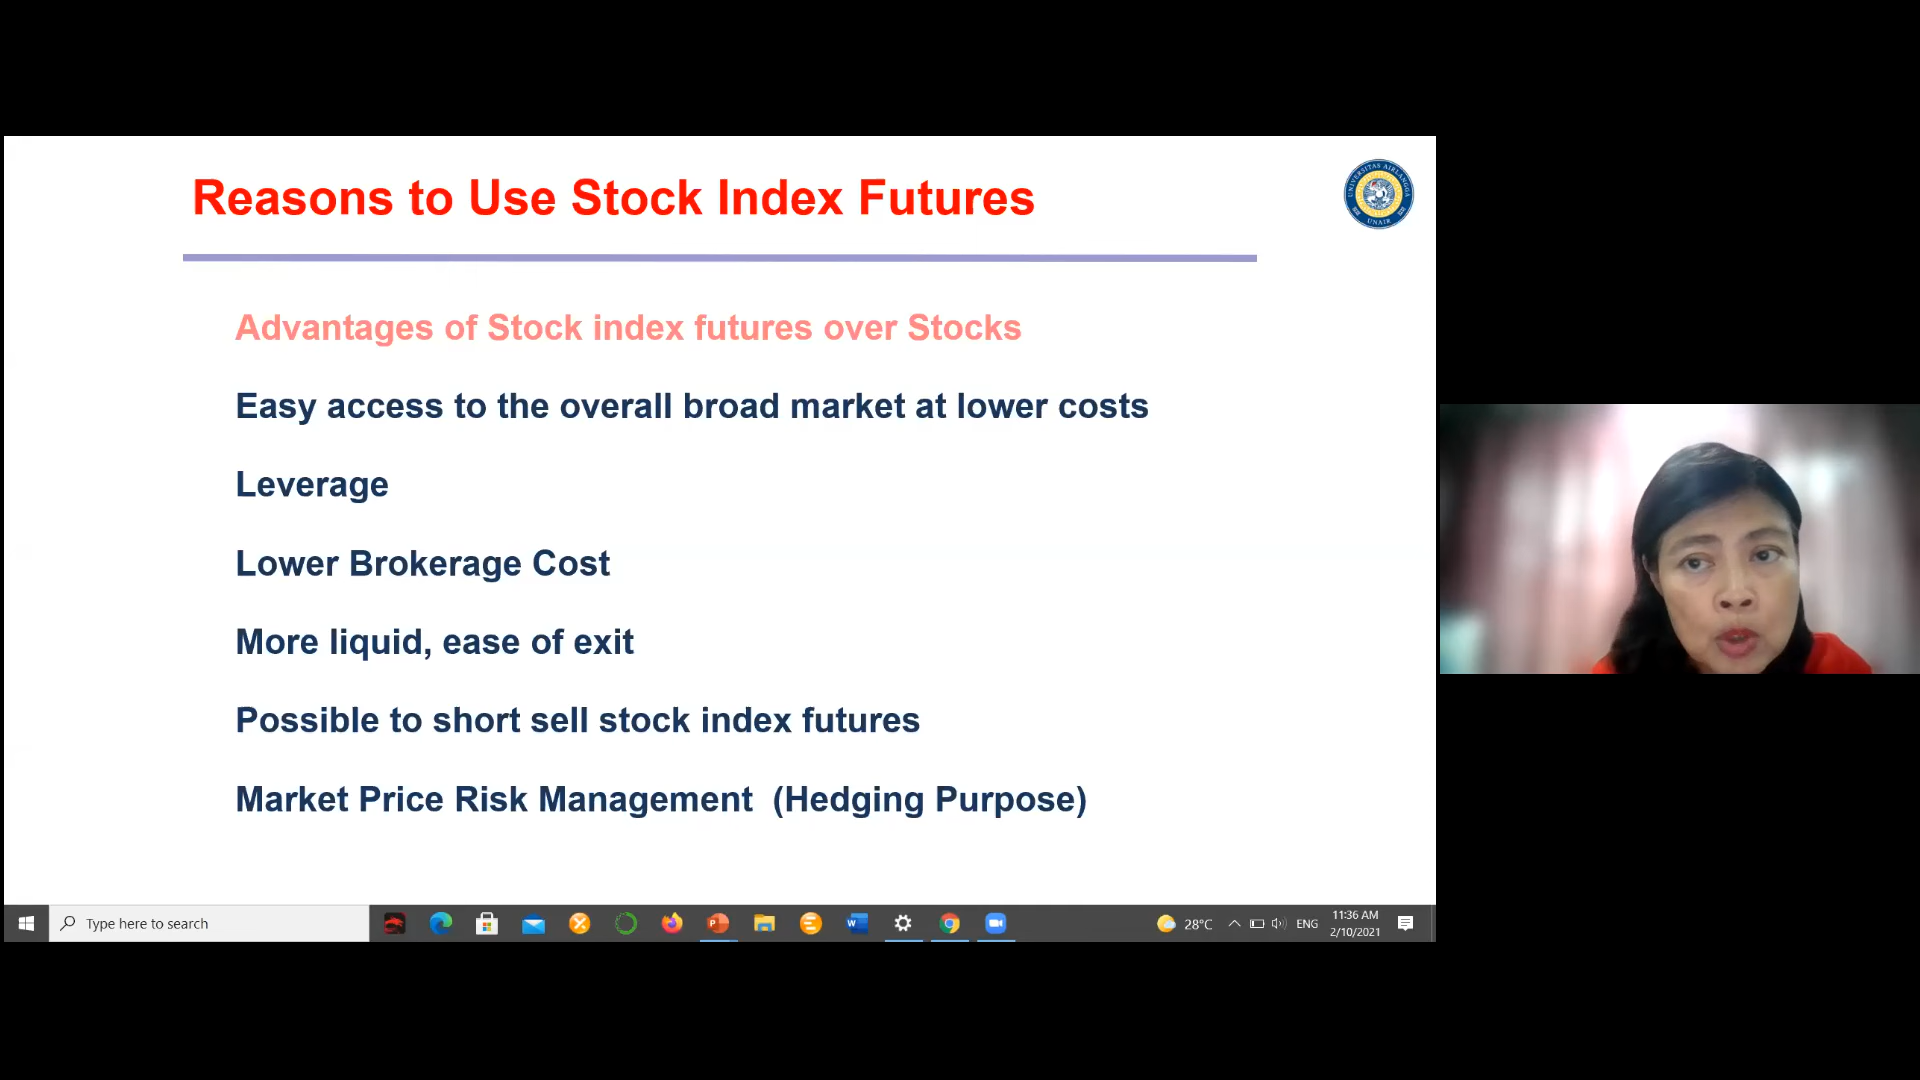 Reasons to Use Stock Index Futures
UNIVERSITAS AIRLANGGA
UNAIR
Advantages of Stock index futures over Stocks
Easy access to the overall broad market at lower costs
Leverage
Lower Brokerage Cost
More liquid, ease of exit
Possible to short sell stock index futures
Market Price Risk Management  (Hedging Purpose)
Type here to search
28°C
ENG
11:36 AM
2/10/2021